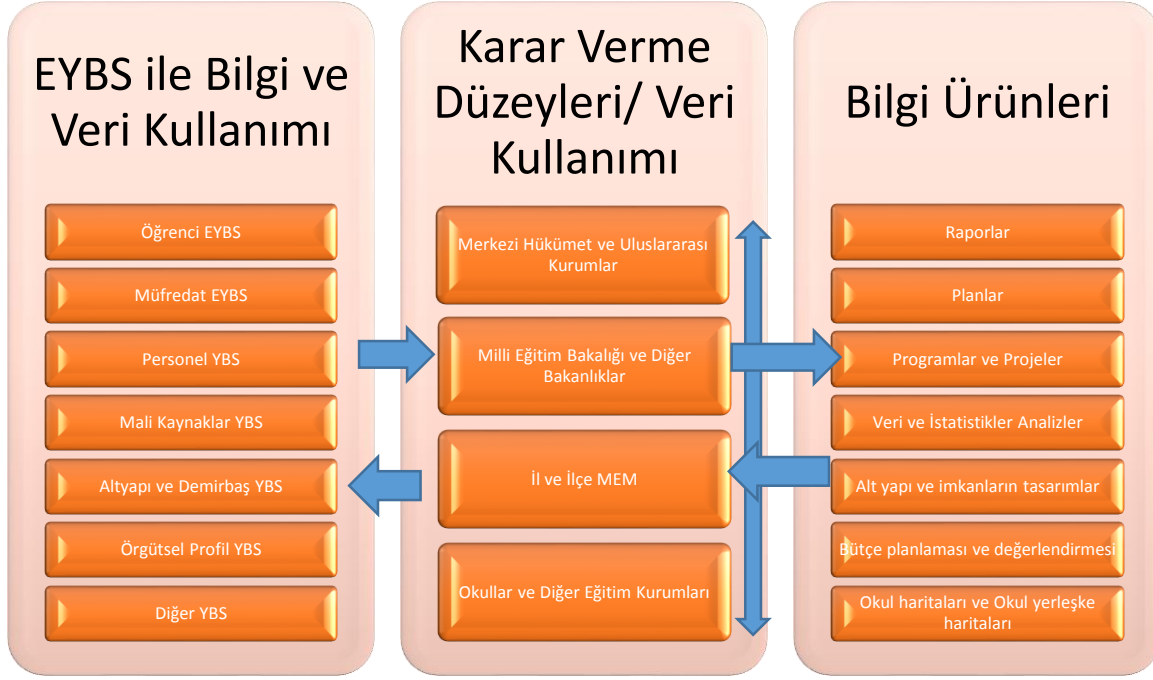 EYBS ile Bilgi ve
Veri Kullanımı
Öğrenci EYBS
Müfredat EYBS
Personel YBS
Mali Kaynaklar YBS
Altyapı ve Demirbaş YBS
Örgütsel Profil YBS
Diğer YBS
Karar Verme
Düzeyleri/ Veri
Kullanımı
Merkezi Hükümet ve Uluslararası
Kurumlar
Milli Eğitim Bakalığı ve Diğer
Bakanlıklar
İl ve İlçe MEM
Okullar ve Diğer Eğitim Kurumları
Bilgi Ürünleri
Raporlar
Planlar
Programlar ve Projeler
Veri ve İstatistikler Analizler
Alt yapı ve imkanların tasarımlar
Bütçe planlaması ve değerlendirmesi
Okul haritaları ve Okul yerleşke
haritaları